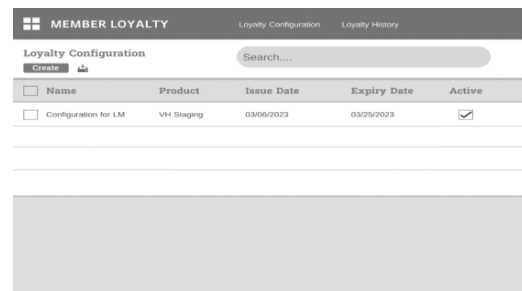 MEMBER LOYALTY Loyalty Configuration Loyalty History
Loyalty Configuration Search....
Create
Name Product Issue Date Expiry Date Active
Configuration for LM VH Staging 03/06/2023 03/25/2023